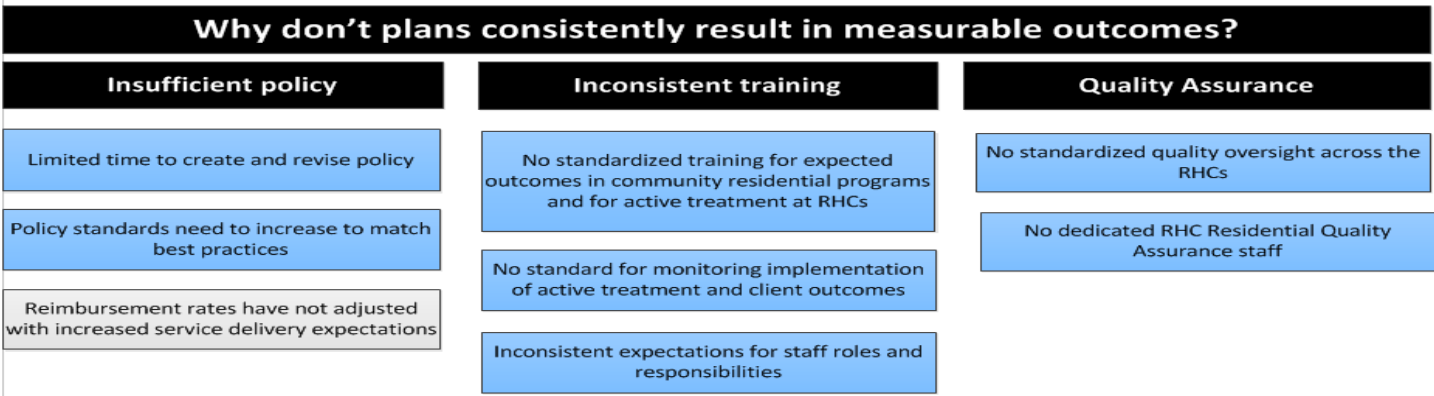 Why don't plans consistently result in measurable outcomes?
Insufficient policy
Limited time to create and revise policy
Policy standards need to increase to match
best practices
Reimbursement rates have not adjusted
with increased service delivery expectations
Inconsistent training
No standardized training for expected
outcomes in community residential programs
and for active treatment at RHCs
No standard for monitoring implementation
of active treatment and client outcomes
Inconsistent expectations for staff roles and
responsibilities
Quality Assurance
No standardized quality oversight across the
RHCs
No dedicated RHC Residential Quality
Assurance staff